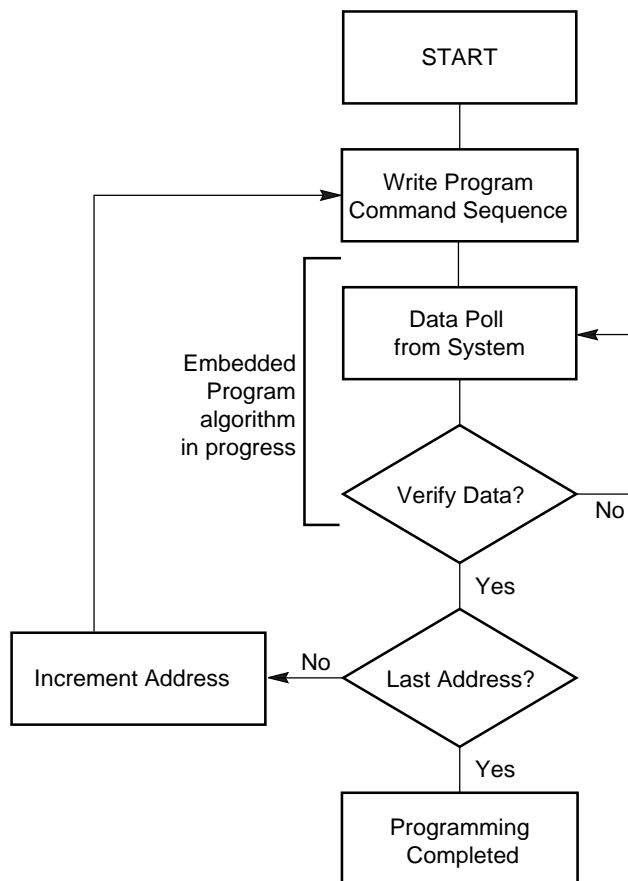 START
Write Program
Command Sequence
Data Poll
from System
Embedded
Program
algorithm
in progress
Verify Data?
No
Yes
No
Increment Address
Last Address?
Yes
Programming
Completed